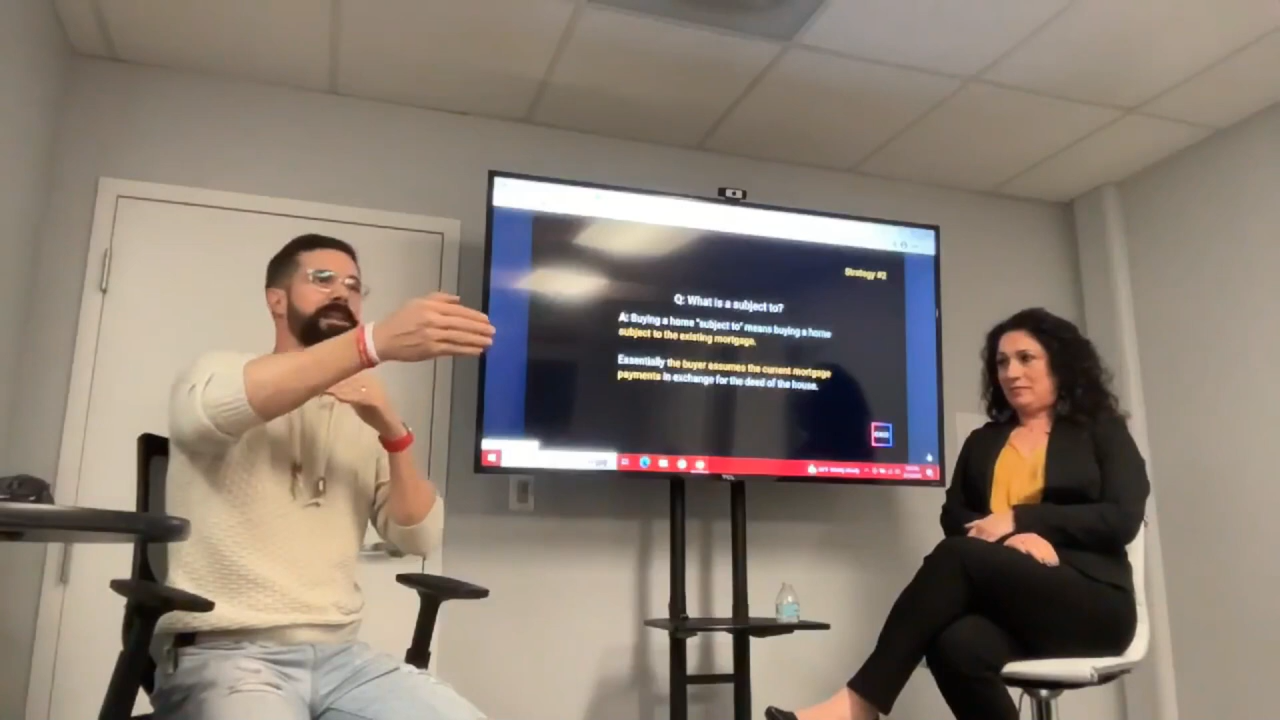 Strategy #2
Q: What is a subject to?
A: Buying a home "subject to" means buying a home
subject to the existing mortgage.
Essentially the buyer assumes the current mortgage
payments in exchange for the deed of the house.
TCL